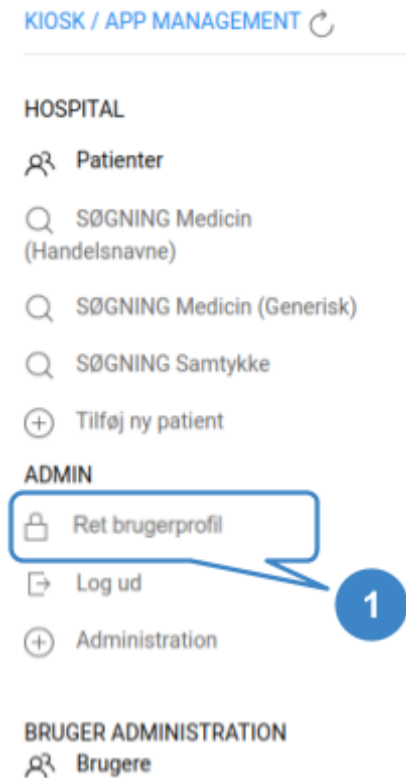 KIOSK / APP MANAGEMENT
HOSPITAL
Patienter
SØGNING Medicin
(Handelsnavne)
SØGNING Medicin (Generisk)
SØGNING Samtykke
Tilføj ny patient
ADMIN
Ret brugerprofil
Log ud
1
Administration
BRUGER ADMINISTRATION
Brugere